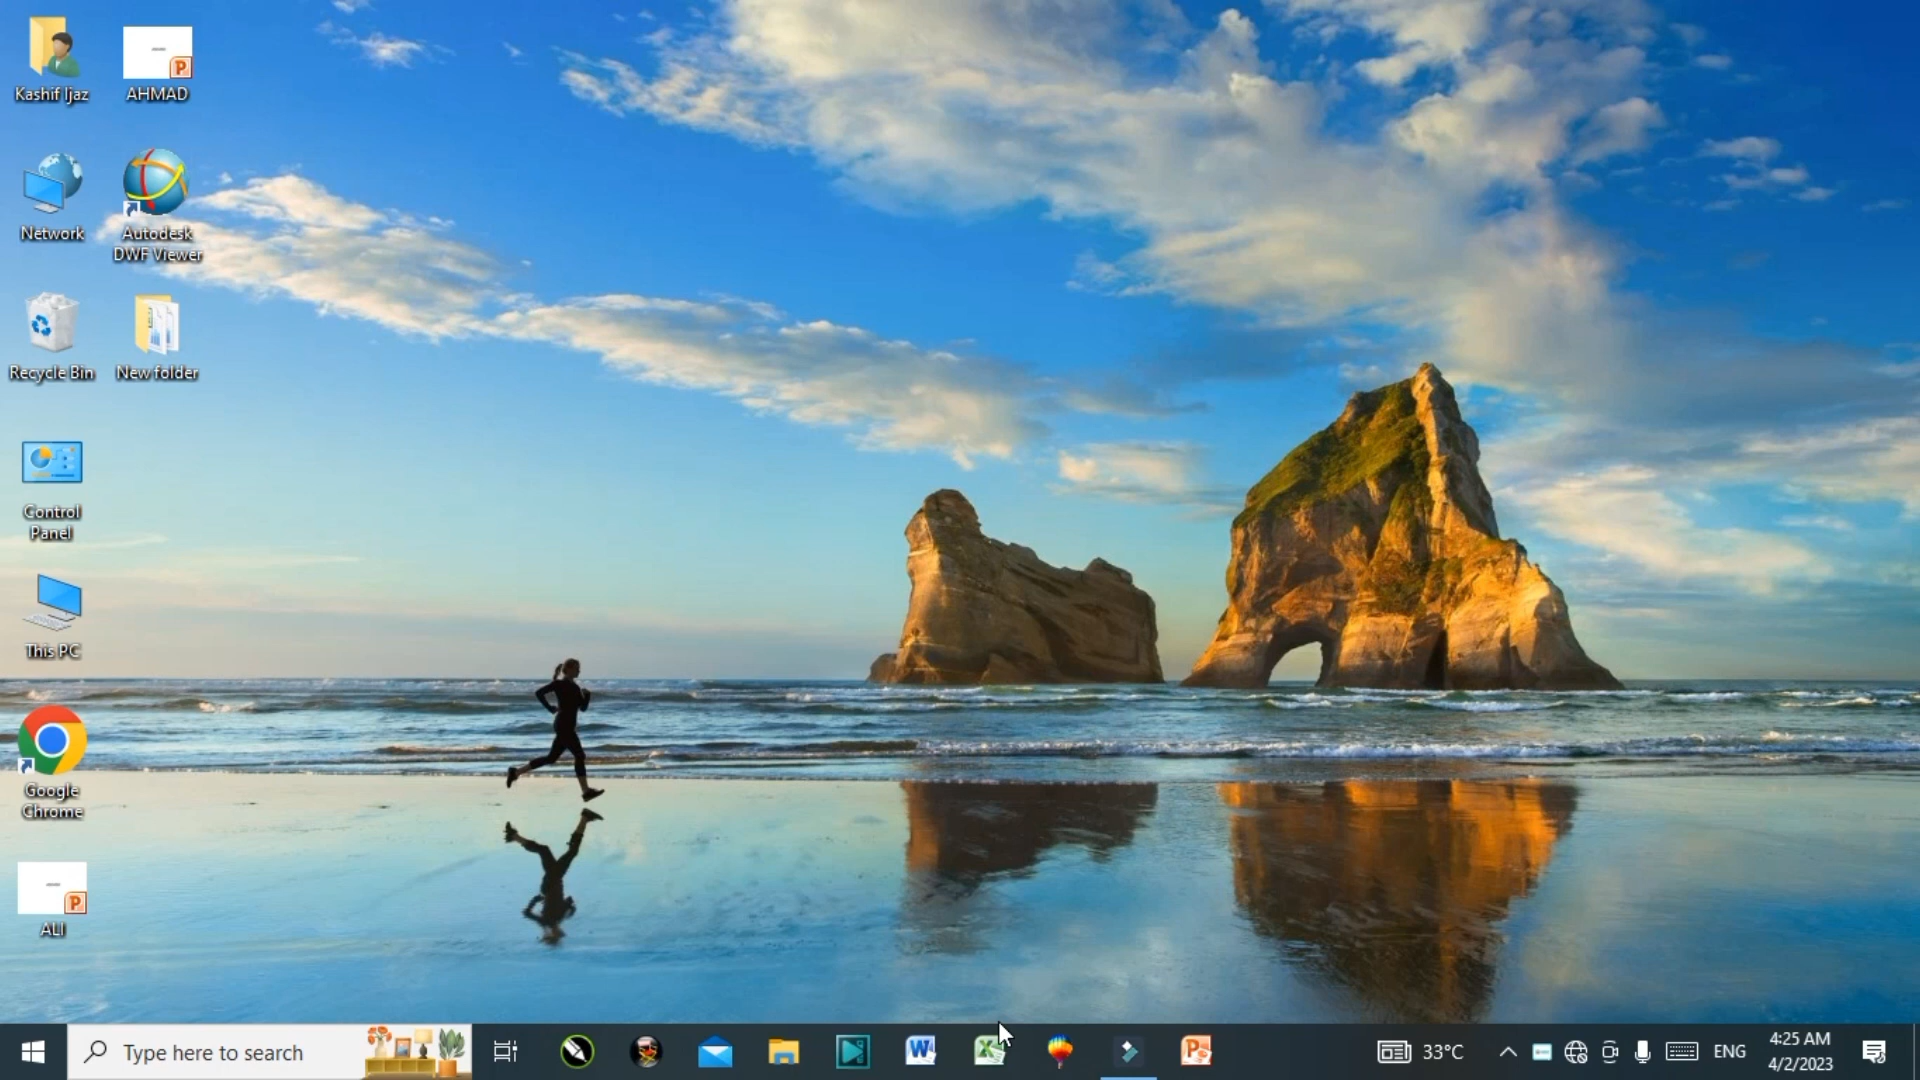 Kashif Ijaz
AHMAD
Network
Autodesk
DWF Viewer
Recycle Bin
New folder
Control
Panel
This PC
Google
Chrome
ALI
Type here to search
33°C
ENG
4:25 AM
4/2/2023